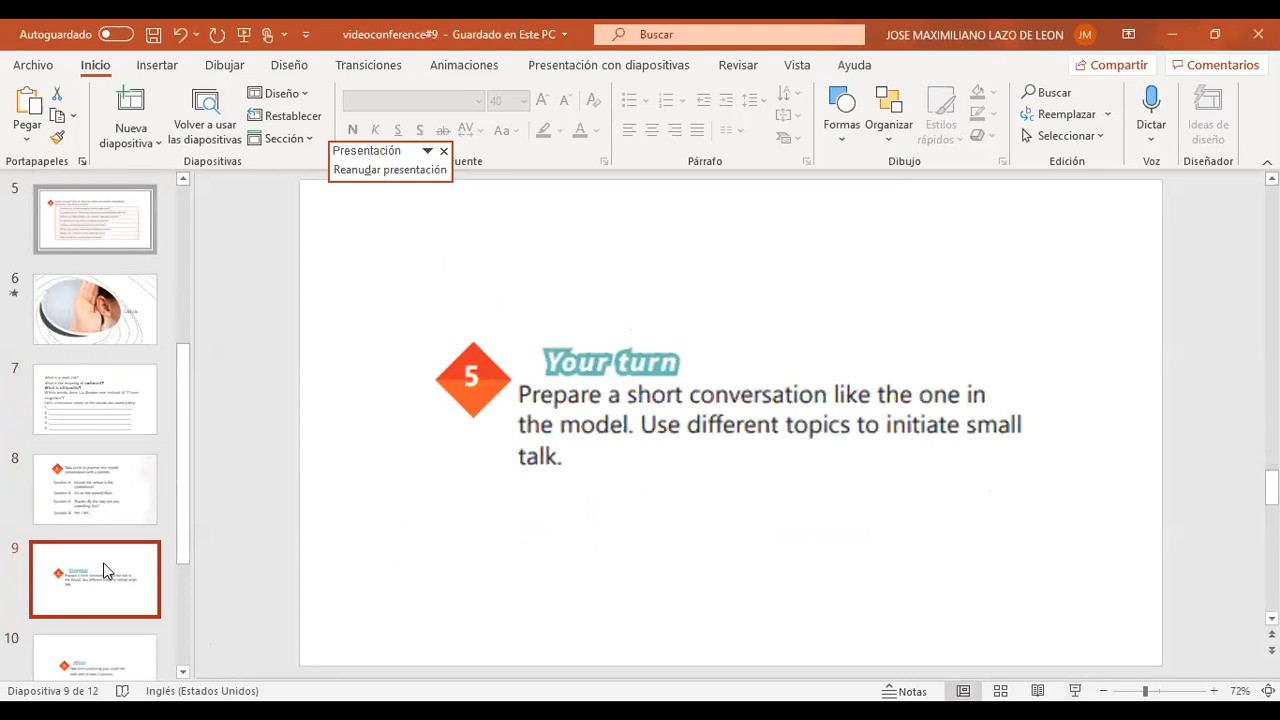 Autoguardado
videoconference#9 - Guardado en Este PC
Buscar
JOSE MAXIMILIANO LAZO DE LEON
JM
Archivo
Inicio
Insertar
Dibujar
Diseño
Transiciones
Animaciones
Presentación con diapositivas
Revisar
Vista
Ayuda
Compartir
Comentarios
Pegar
Nueva diapositiva
Volver a usar las diapositivas
Diseño
Restablecer
Sección
40
Formas
Organizar
Estilos rápidos
Buscar
Reemplazar
Seleccionar
Dictar
Ideas de diseño
Portapapeles
Diapositivas
Párrafo
Dibujo
Edición
Voz
Diseñador
Presentación
Reanudar presentación
5
6
7
8
9
10
5
Your turn
Prepare a short conversation like the one in
the model. Use different topics to initiate small
talk.
Diapositiva 9 de 12
Inglés (Estados Unidos)
Notas
72%